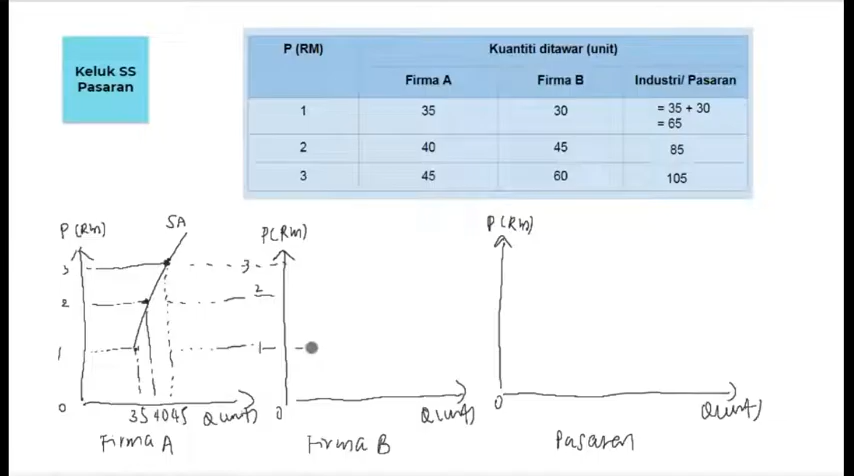 Keluk SS
Pasaran
P (RM)
Kuantiti ditawar (unit)
Firma A
Firma B
Industri/ Pasaran
1
35
30
= 35 + 30
= 65
2
40
45
85
3
45
60
105
P (RM)
SA
3
2
1
0
35 40 45
Q (unit)
Firma A
P(RM)
3
2
1
0
Q(unit)
Firma B
P (RM)
0
Q(unit)
Pasaran